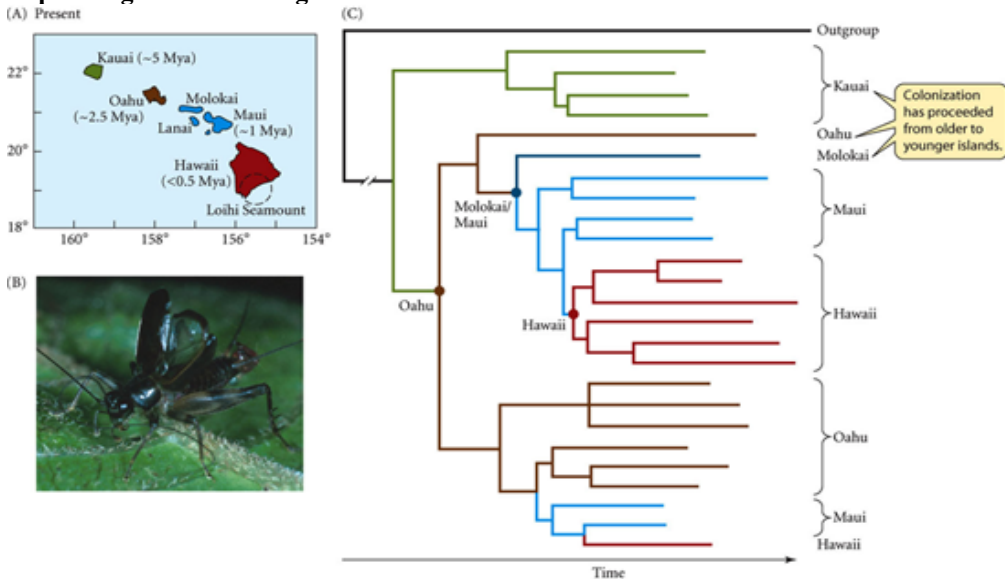 (A) Present
Kauai (~5 Mya)
Oahu
(~2.5 Mya)
Molokai
Lanai
Maui
(~1 Mya)
Hawaii
(<0.5 Mya)
Loihi Seamount
22°
20°
18°
160°
158°
156°
154°
(B)
(C)
Outgroup
Kauai
Oahu
Molokai
Colonization
has proceeded
from older to
younger islands.
Molokai/
Maui
Maui
Oahu
Hawaii
Hawaii
Oahu
Maui
Hawaii
Time